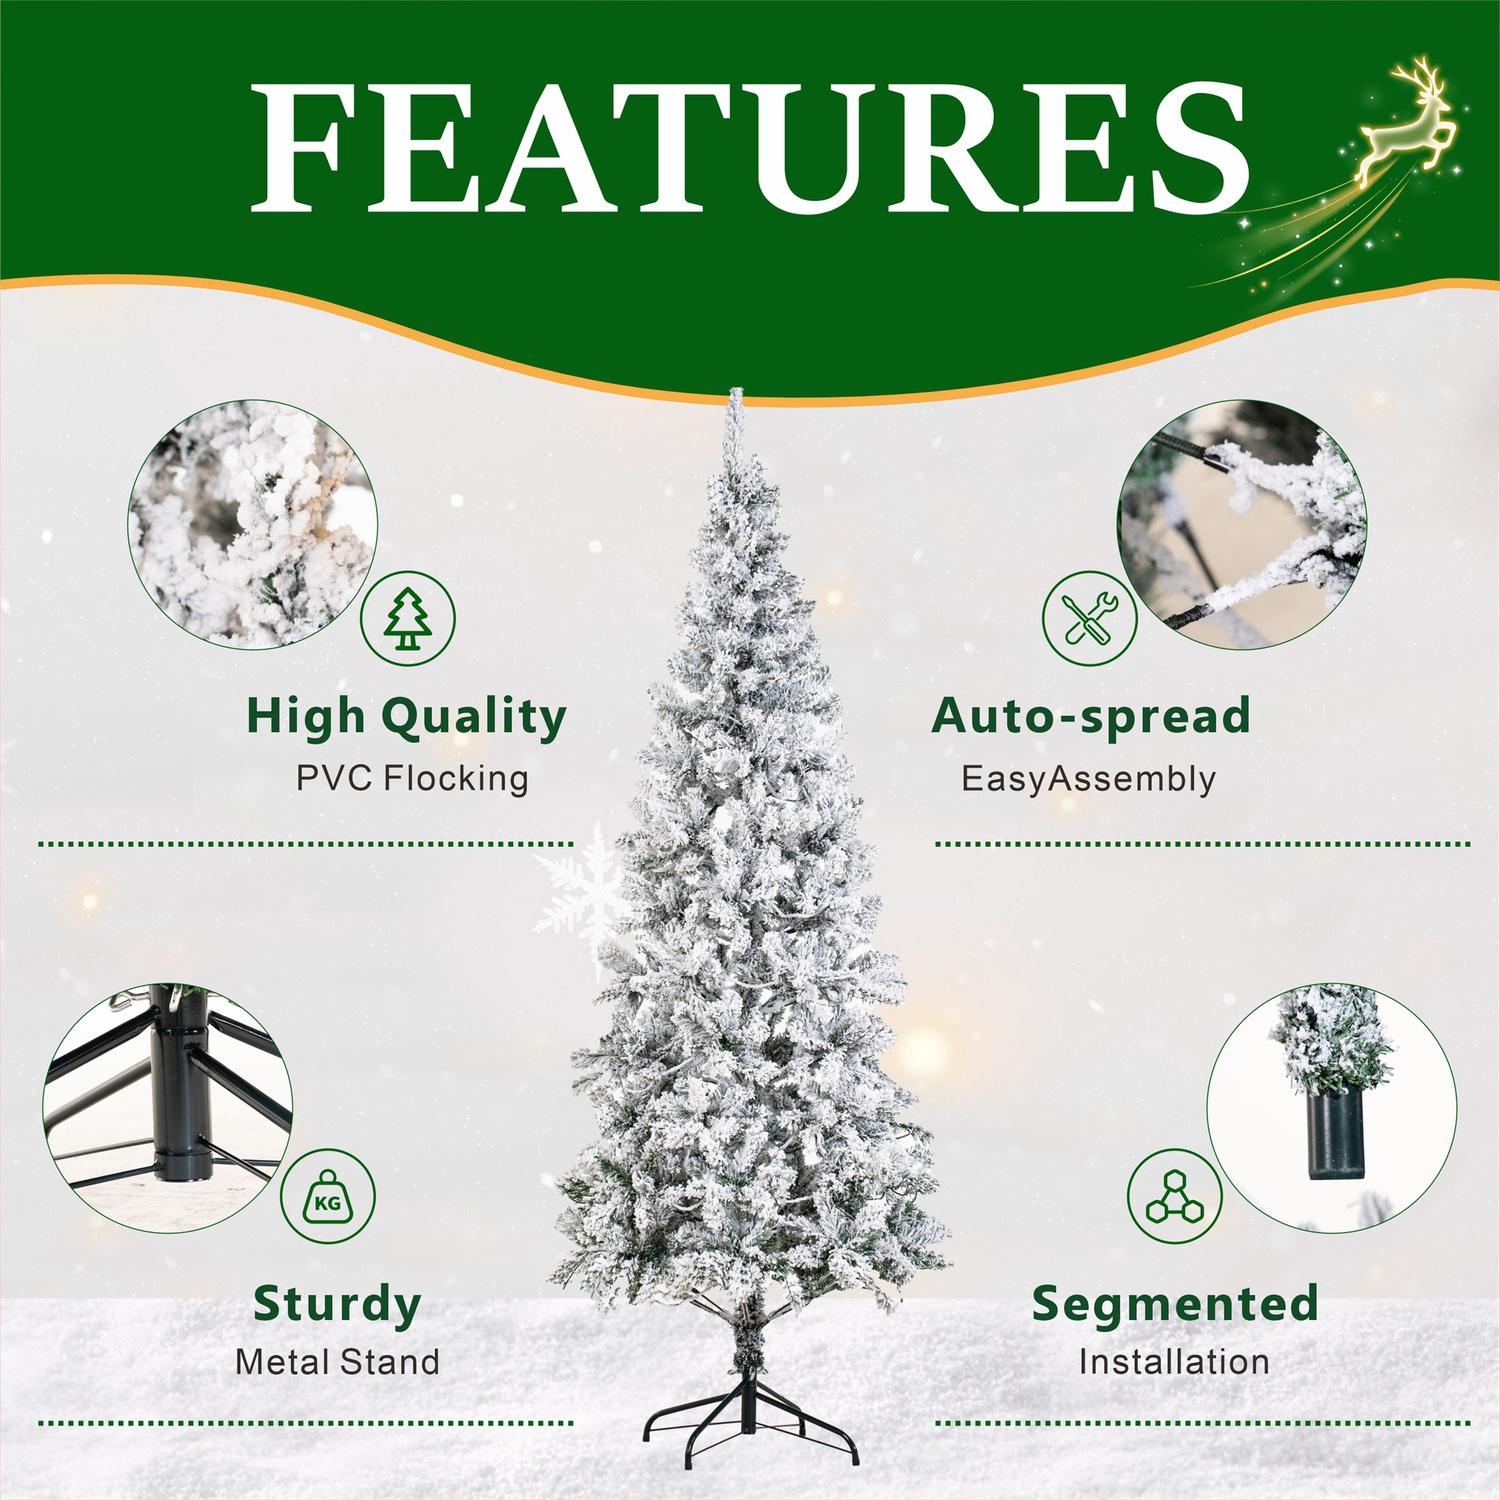 FEATURES
High Quality
PVC Flocking
Auto-spread
EasyAssembly
KG
Sturdy
Metal Stand
Segmented
Installation